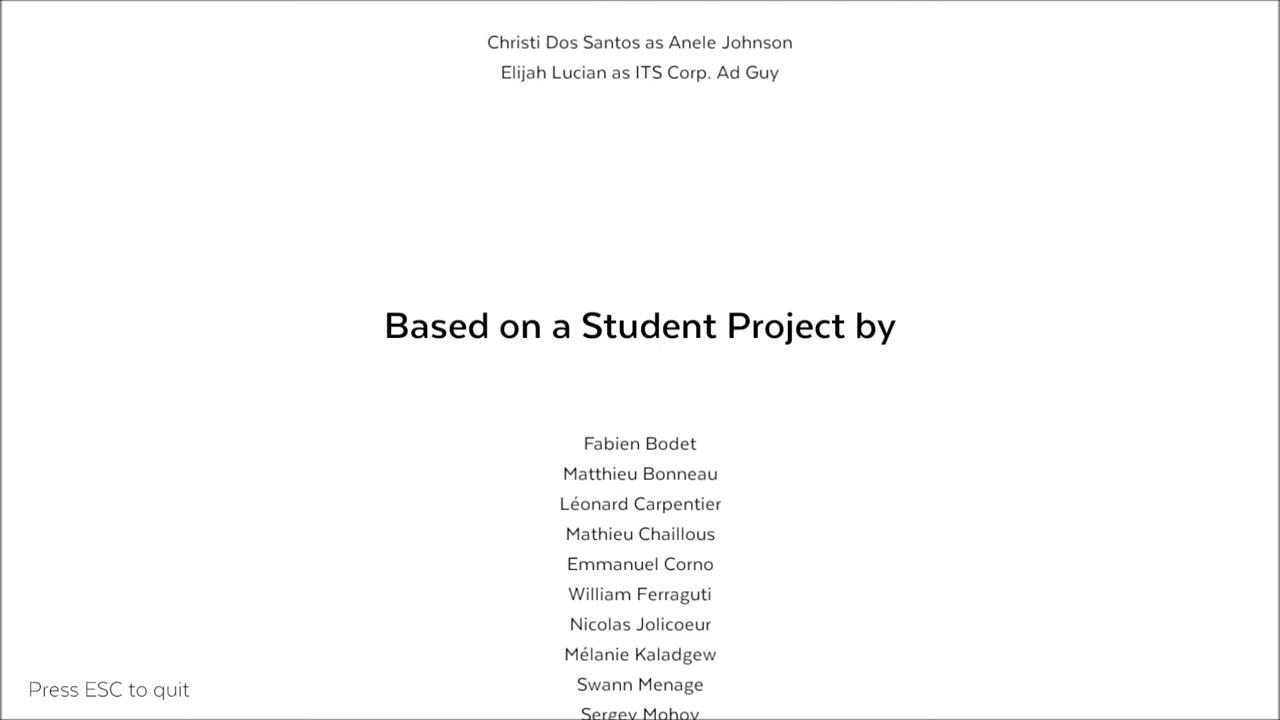 Christi Dos Santos as Anele Johnson
Elijah Lucian as ITS Corp. Ad Guy
Based on a Student Project by
Fabien Bodet
Matthieu Bonneau
Léonard Carpentier
Mathieu Chaillous
Emmanuel Corno
William Ferraguti
Nicolas Jolicoeur
Mélanie Kaladgew
Swann Menage
Sergey Mohov
Press ESC to quit